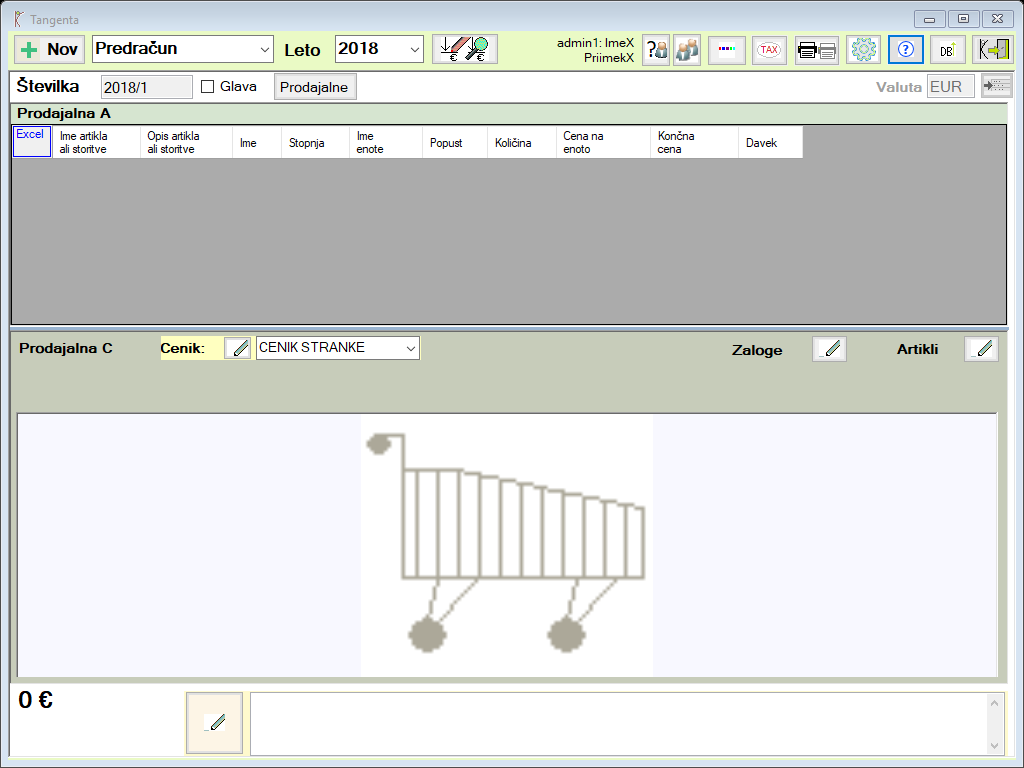 Tangenta
Nov
Predračun
Leto
2018
admin1: ImeX
PriimekX
TAX
DB
Številka
2018/1
Glava
Prodajalne
Valuta
EUR
Prodajalna A
Excel
Ime artikla
ali storitve
Opis artikla
ali storitve
Ime
Stopnja
Ime
enote
Popust
Količina
Cena na
enoto
Končna
cena
Davek
Prodajalna C
Cenik:
CENIK STRANKE
Zaloge
Artikli
0 €